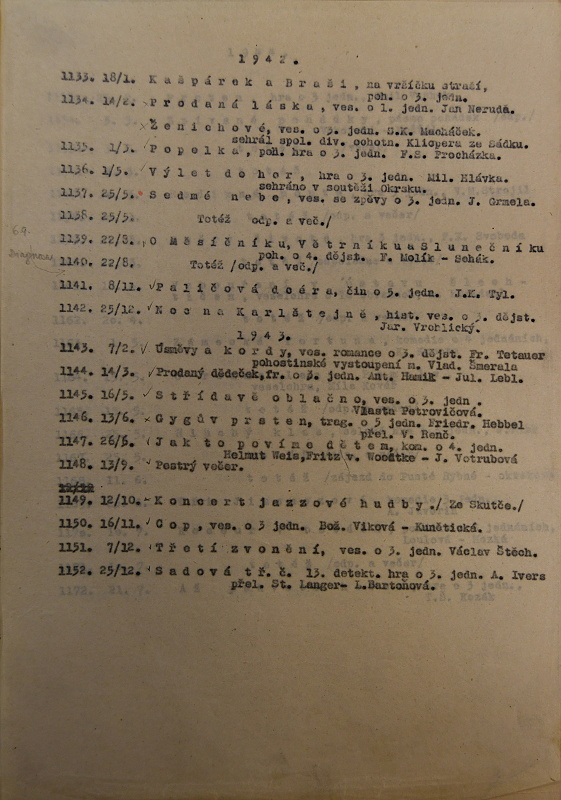 1942.
1133. 18/1. Kašpárek a Braši, na vršíčku straší,
poh. o 3. jedn.
1134. 14/2. Prodaná láska, ves. o 1. jedn. Jan Neruda.
Ženichové, ves. o 3. jedn. S.K. Macháček.
sehrál spol. div. ochotn. Klicpera ze Sádku.
1135. 1/3. Popelka, poh. hra o 3. jedn. F.S. Procházka.
1136. 1/5. Výlet do hor, hra o 3. jedn. Mil. Hlávka.
sehráno v soutěži Okrsku.
1137. 25/5. Sedmé nebe, ves. se zpěvy o 3. jedn. J. Grmela.
1138. 25/5. Totéž odp. a več./
1139. 22/8. O Měsíčníku, Větrníku a Slunečníku
poh. o 4. dějst. F. Molík - Sehák.
1140. 22/8. Totéž /odp. a več./
1141. 8/11. Paličova dcéra, čin o 5. jedn. J.K. Tyl.
1142. 25/12. Noc na Karlštejně, hist. ves. o 3. dějst.
Jar. Vrchlický.
1943.
1143. 7/2. Úsměvy a kordy, ves. romance o 3. dějst. Fr. Tetauer
pohostinské vystoupení m. Vlad. Šmerala
1144. 14/3. Prodaný dědeček, fr. o 3. jedn. Ant. Hamik - Jul. Lebl.
1145. 16/5. Střídavě oblačno, ves. o 3. jedn.
Vlasta Petrovičová.
1146. 13/6. Gygův prsten, trag. o 5 jedn. Friedr. Hebbel
přel. V. Renč.
1147. 26/6. Jak to povíme dětem, kom. o 4. jedn.
Helmut Weis, Fritz v. Woedtke - J. Votrubová
1148. 13/9. Pestrý večer.
1149. 12/10. Koncert jazzové hudby. / Ze Skutče./
1150. 16/11. Cop, ves. o 3 jedn. Bož. Viková - Kunětická.
1151. 7/12. Třetí zvonění, ves. o 3. jedn. Václav Štěch.
1152. 25/12. Sadová tř. č. 13. detekt. hra o 3. jedn. A. Ivers
přel. St. Langer - L. Bartoňová.